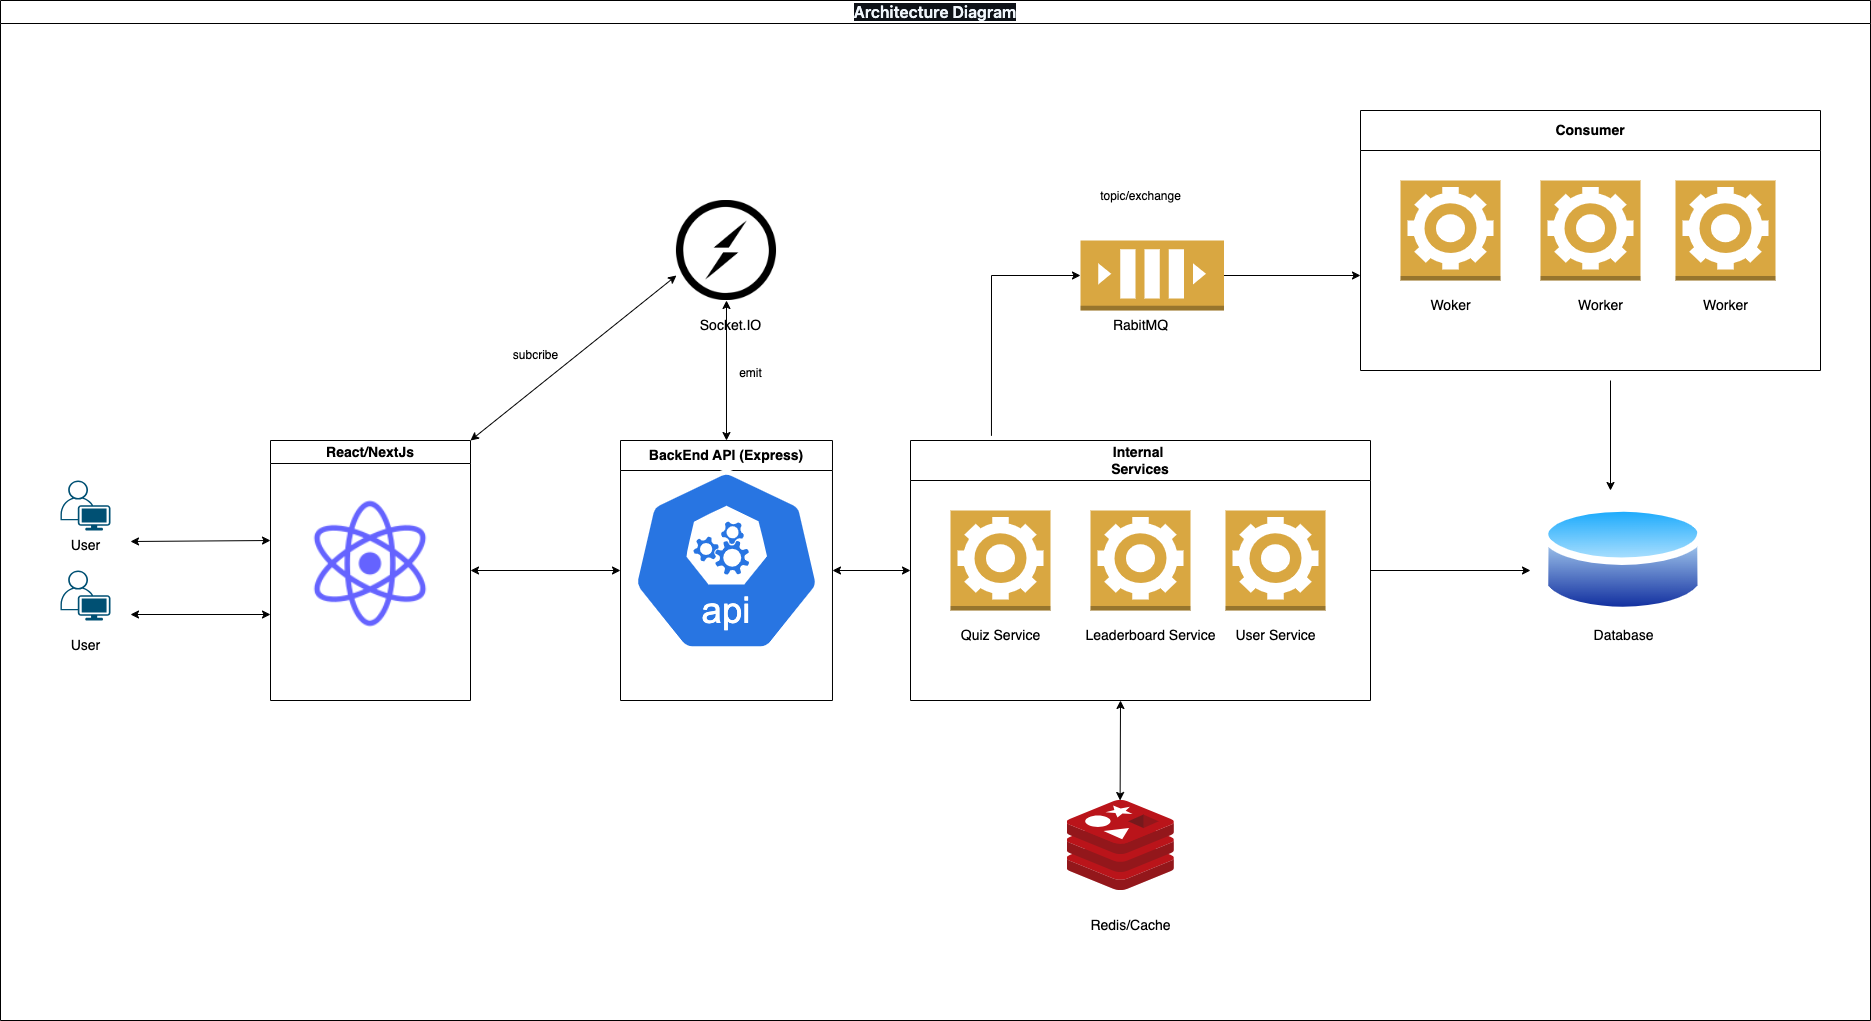 Architecture Diagram
Consumer
Woker
Worker
Worker
topic/exchange
RabitMQ
Socket.IO
subcribe
emit
React/NextJs
BackEnd API (Express)
api
Internal
Services
Quiz Service
Leaderboard Service
User Service
User
User
Database
Redis/Cache